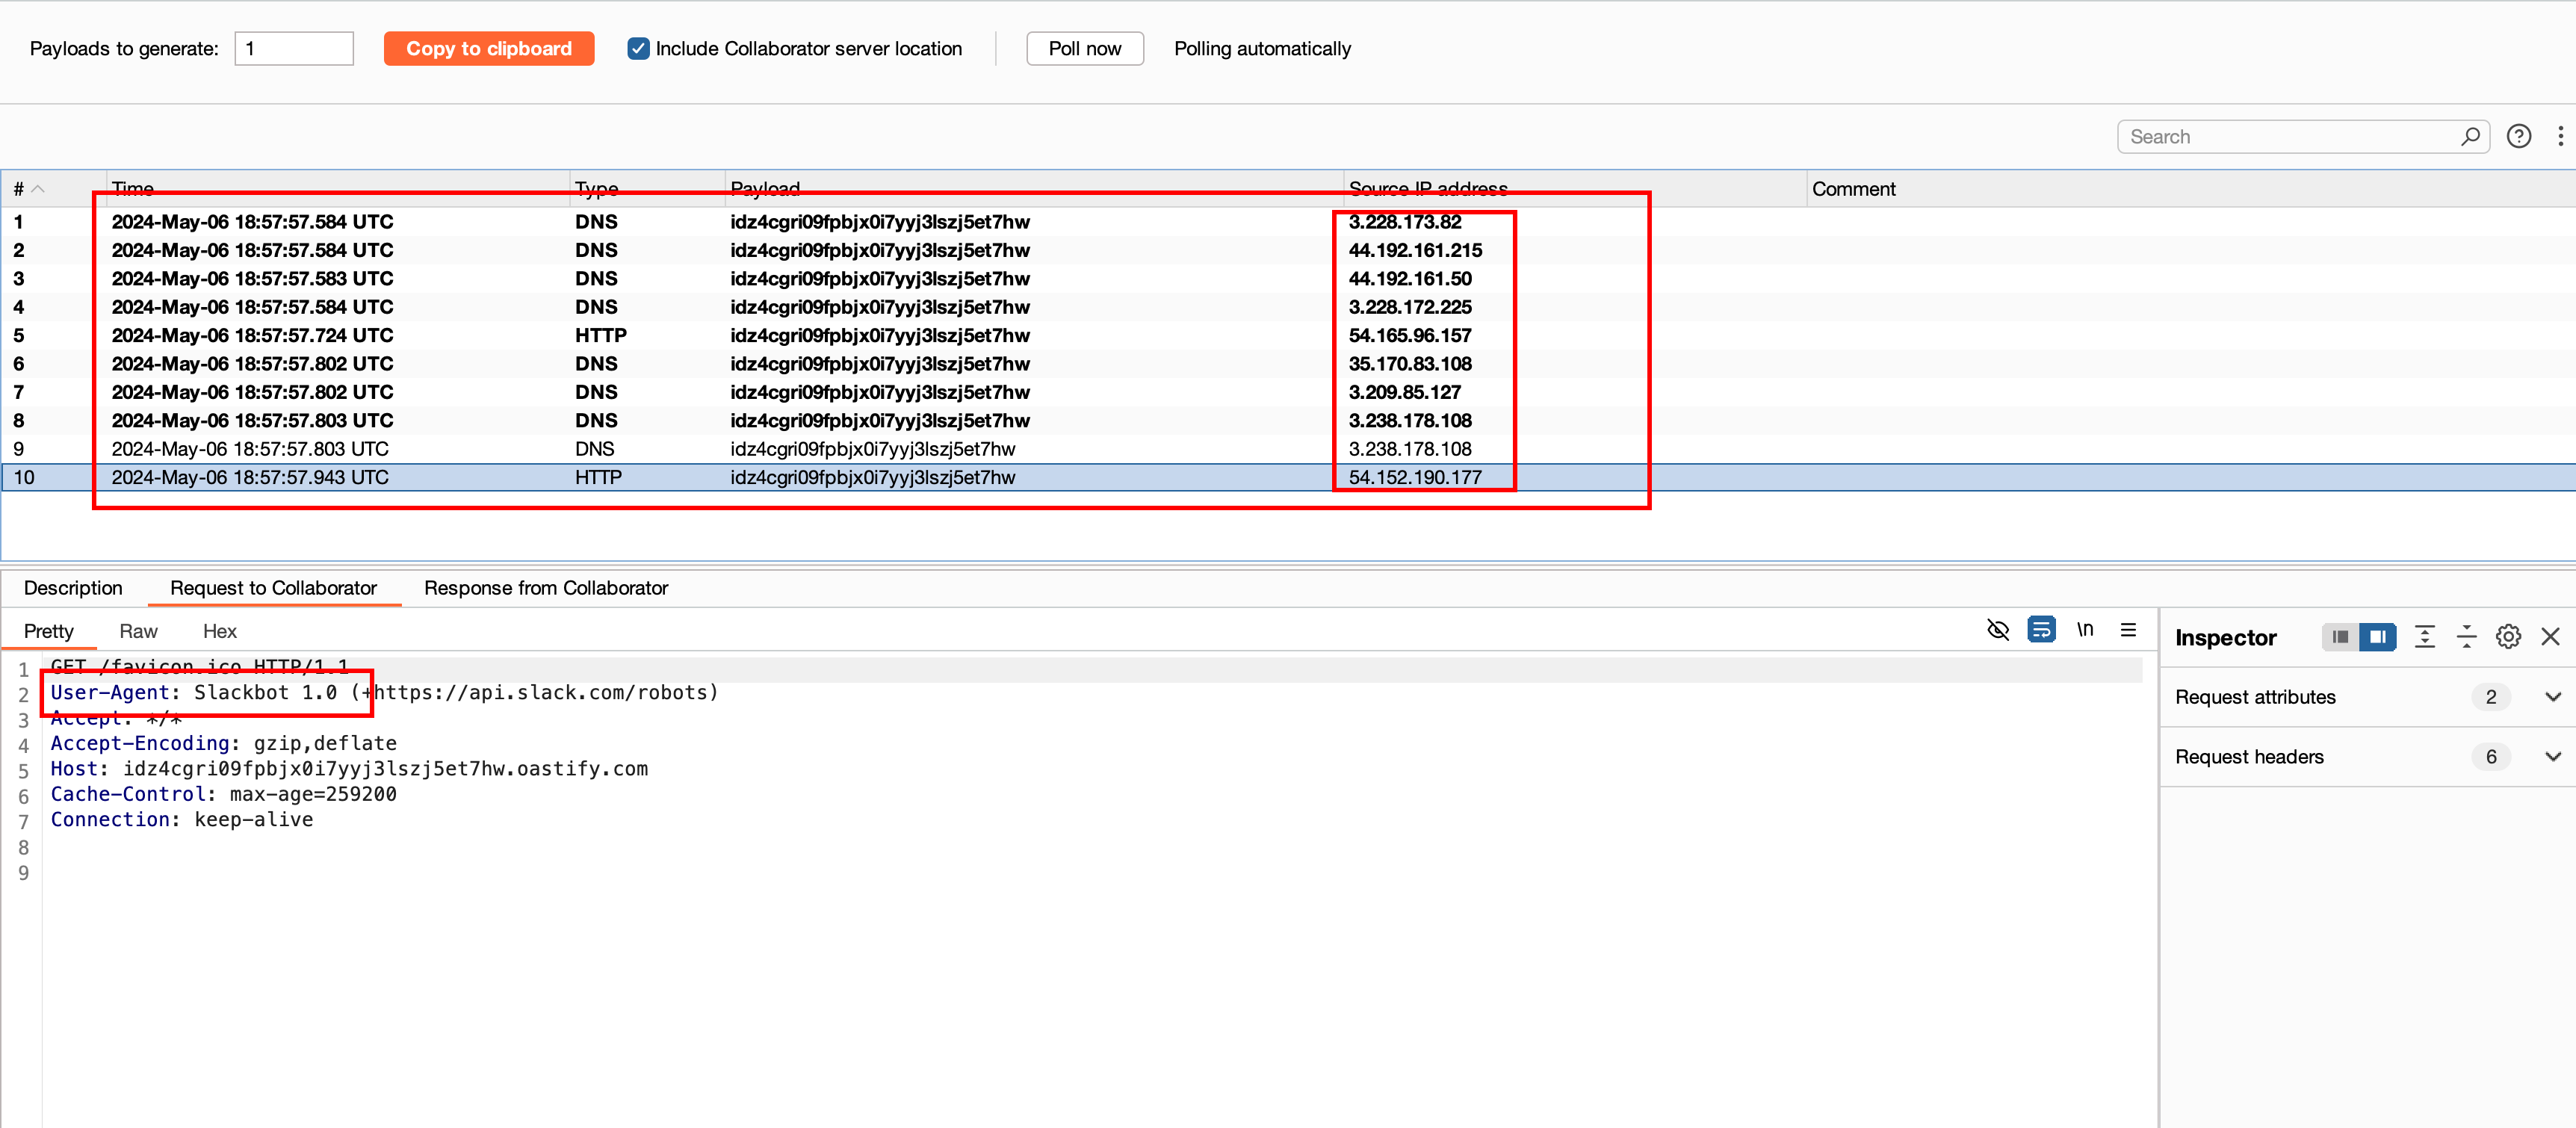 Payloads to generate: 1 Copy to clipboard Include Collaborator server location Poll now Polling automatically
Search
# Time Type Payload Source IP address Comment
1 2024-May-06 18:57:57.584 UTC DNS idz4cgri09fpbjx0i7yyj3lszj5et7hw 3.228.173.82
2 2024-May-06 18:57:57.584 UTC DNS idz4cgri09fpbjx0i7yyj3lszj5et7hw 44.192.161.215
3 2024-May-06 18:57:57.583 UTC DNS idz4cgri09fpbjx0i7yyj3lszj5et7hw 44.192.161.50
4 2024-May-06 18:57:57.584 UTC DNS idz4cgri09fpbjx0i7yyj3lszj5et7hw 3.228.172.225
5 2024-May-06 18:57:57.724 UTC HTTP idz4cgri09fpbjx0i7yyj3lszj5et7hw 54.165.96.157
6 2024-May-06 18:57:57.802 UTC DNS idz4cgri09fpbjx0i7yyj3lszj5et7hw 35.170.83.108
7 2024-May-06 18:57:57.802 UTC DNS idz4cgri09fpbjx0i7yyj3lszj5et7hw 3.209.85.127
8 2024-May-06 18:57:57.803 UTC DNS idz4cgri09fpbjx0i7yyj3lszj5et7hw 3.238.178.108
9 2024-May-06 18:57:57.803 UTC DNS idz4cgri09fpbjx0i7yyj3lszj5et7hw 3.238.178.108
10 2024-May-06 18:57:57.943 UTC HTTP idz4cgri09fpbjx0i7yyj3lszj5et7hw 54.152.190.177
Description Request to Collaborator Response from Collaborator
Pretty Raw Hex \n
1 GET /favicon.ico HTTP/1.1
2 User-Agent: Slackbot 1.0 (+https://api.slack.com/robots)
3 Accept: */*
4 Accept-Encoding: gzip,deflate
5 Host: idz4cgri09fpbjx0i7yyj3lszj5et7hw.oastify.com
6 Cache-Control: max-age=259200
7 Connection: keep-alive
8
9
Inspector
Request attributes 2
Request headers 6